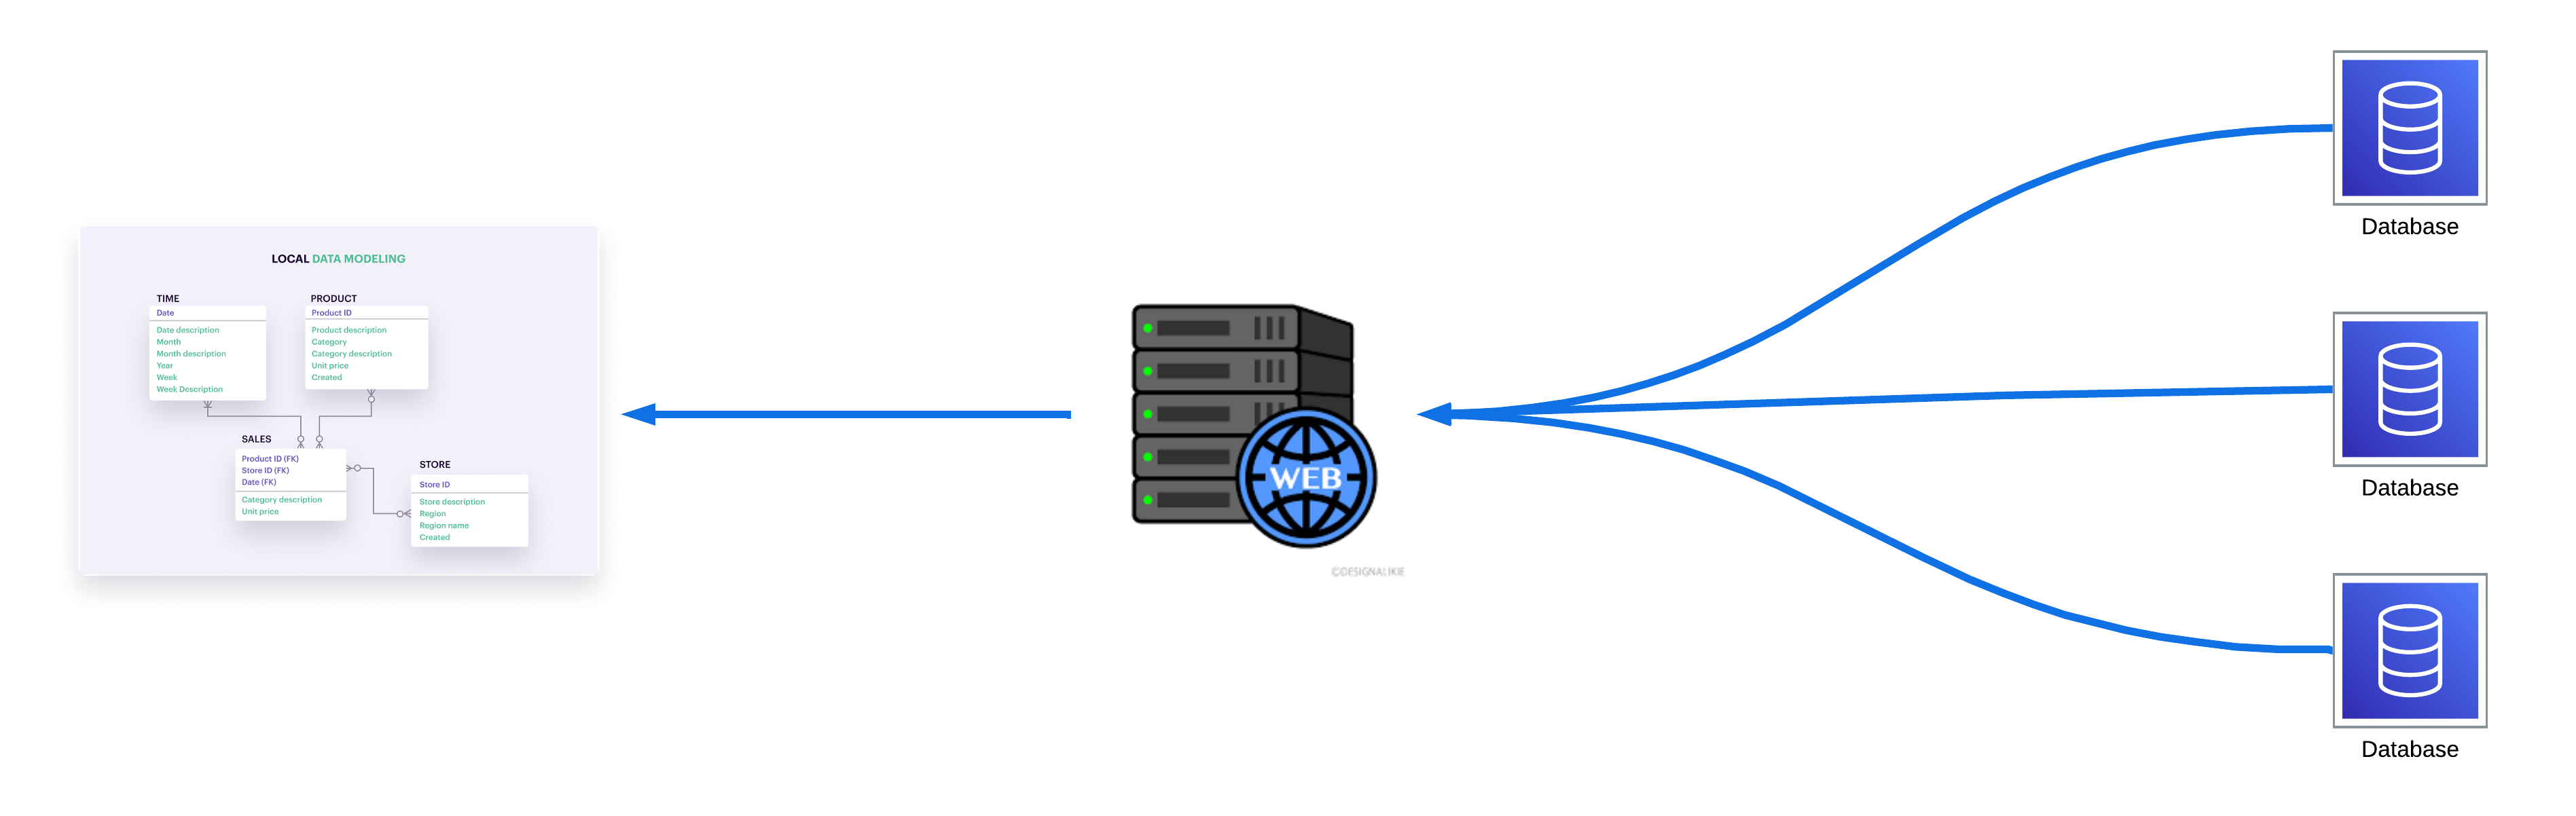 LOCAL DATA MODELING
TIME
Date
Date description
Month
Month description
Year
Week
Week Description
PRODUCT
Product ID
Product description
Category
Category description
Unit price
Created
SALES
Product ID (FK)
Store ID (FK)
Date (FK)
Category description
Unit price
STORE
Store ID
Store description
Region
Region name
Created
WEB
©DESIGNALIKIE
Database
Database
Database